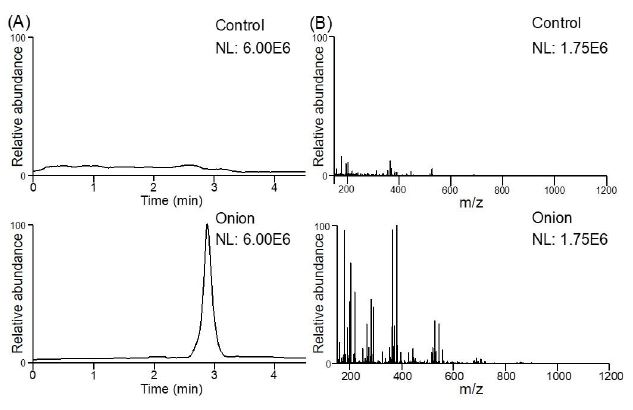 (A)
Control
NL: 6.00E6
Relative abundance
100
0
0 1 2 3 4
Time (min)
(B)
Control
NL: 1.75E6
Relative abundance
100
0
200 400 600 800 1000 1200
m/z
Onion
NL: 6.00E6
Relative abundance
100
0
0 1 2 3 4
Time (min)
Onion
NL: 1.75E6
Relative abundance
100
0
200 400 600 800 1000 1200
m/z